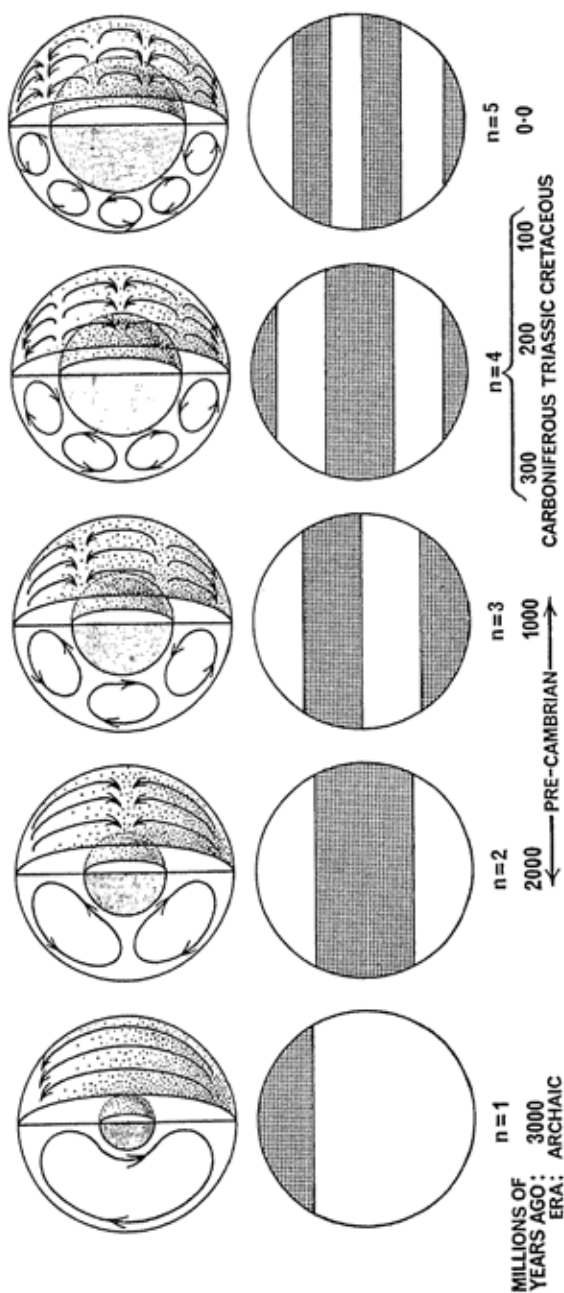 n=1
n=2
n=3
n=4
n=5
MILLIONS OF
YEARS AGO: 3000 2000 1000 300 200 100 0·0
ERA: ARCHAIC ← PRE-CAMBRIAN → CARBONIFEROUS TRIASSIC CRETACEOUS